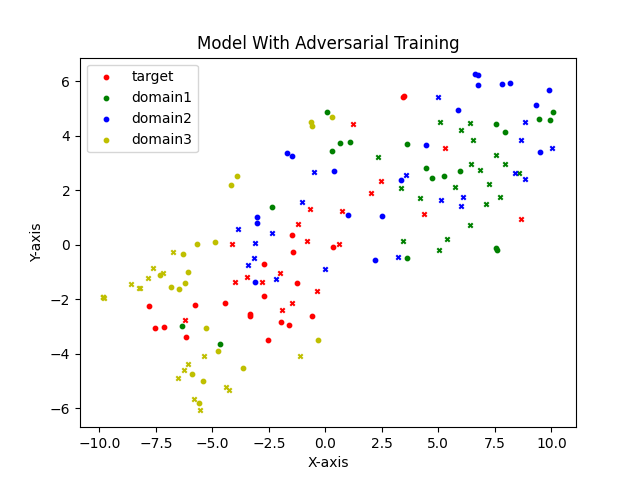 Model With Adversarial Training
target
domain1
domain2
domain3
6
4
2
0
−2
−4
−6
Y-axis
−10.0 −7.5 −5.0 −2.5 0.0 2.5 5.0 7.5 10.0
X-axis